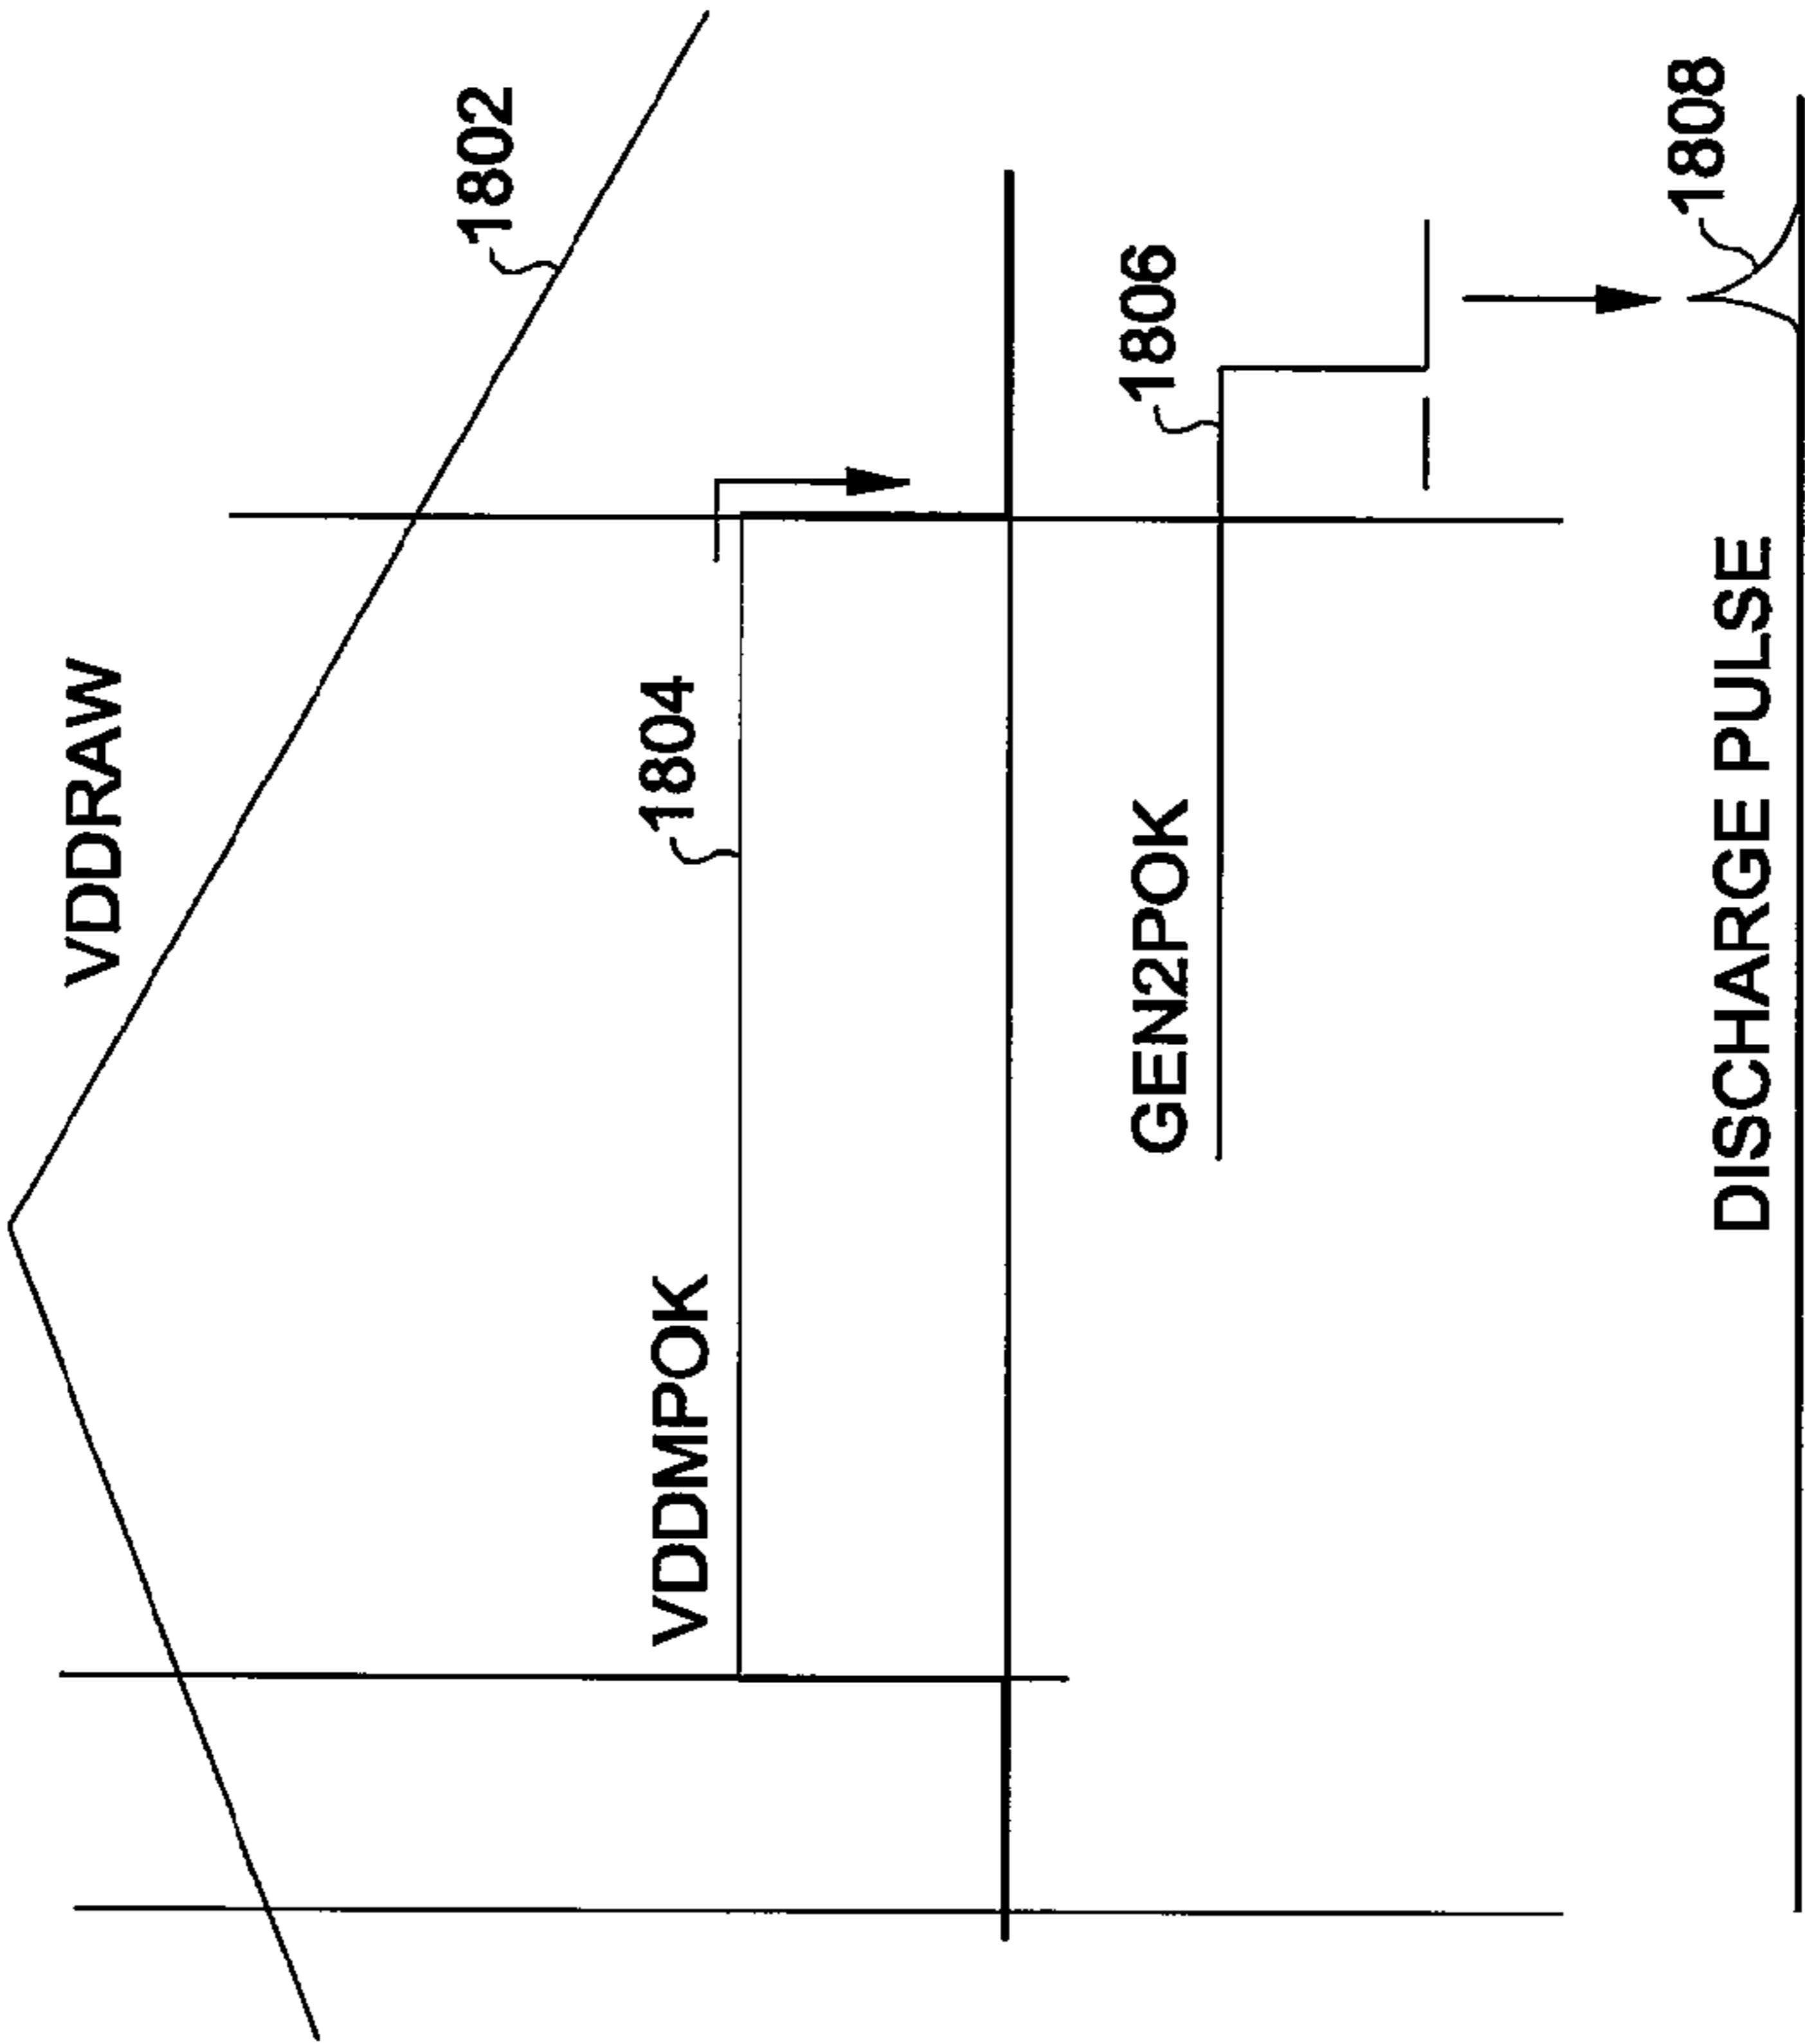 VDDRAW
1802
VDDMPOK
1804
GEN2POK
1806
DISCHARGE PULSE
1808